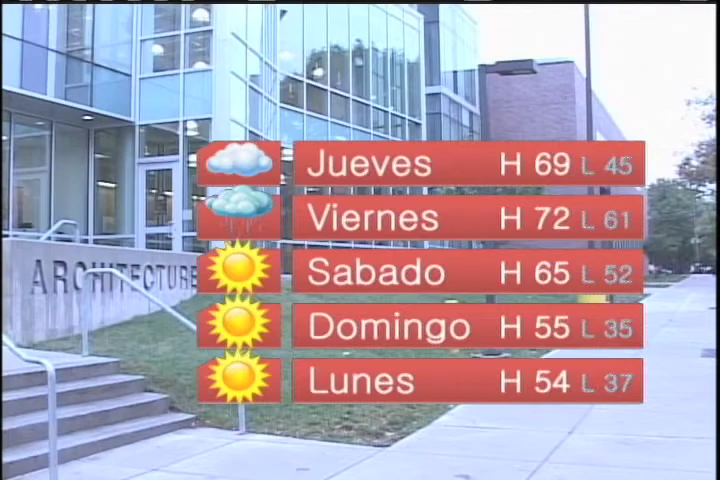 ARCHITECTURE
Jueves H 69 L 45
Viernes H 72 L 61
Sabado H 65 L 52
Domingo H 55 L 35
Lunes H 54 L 37